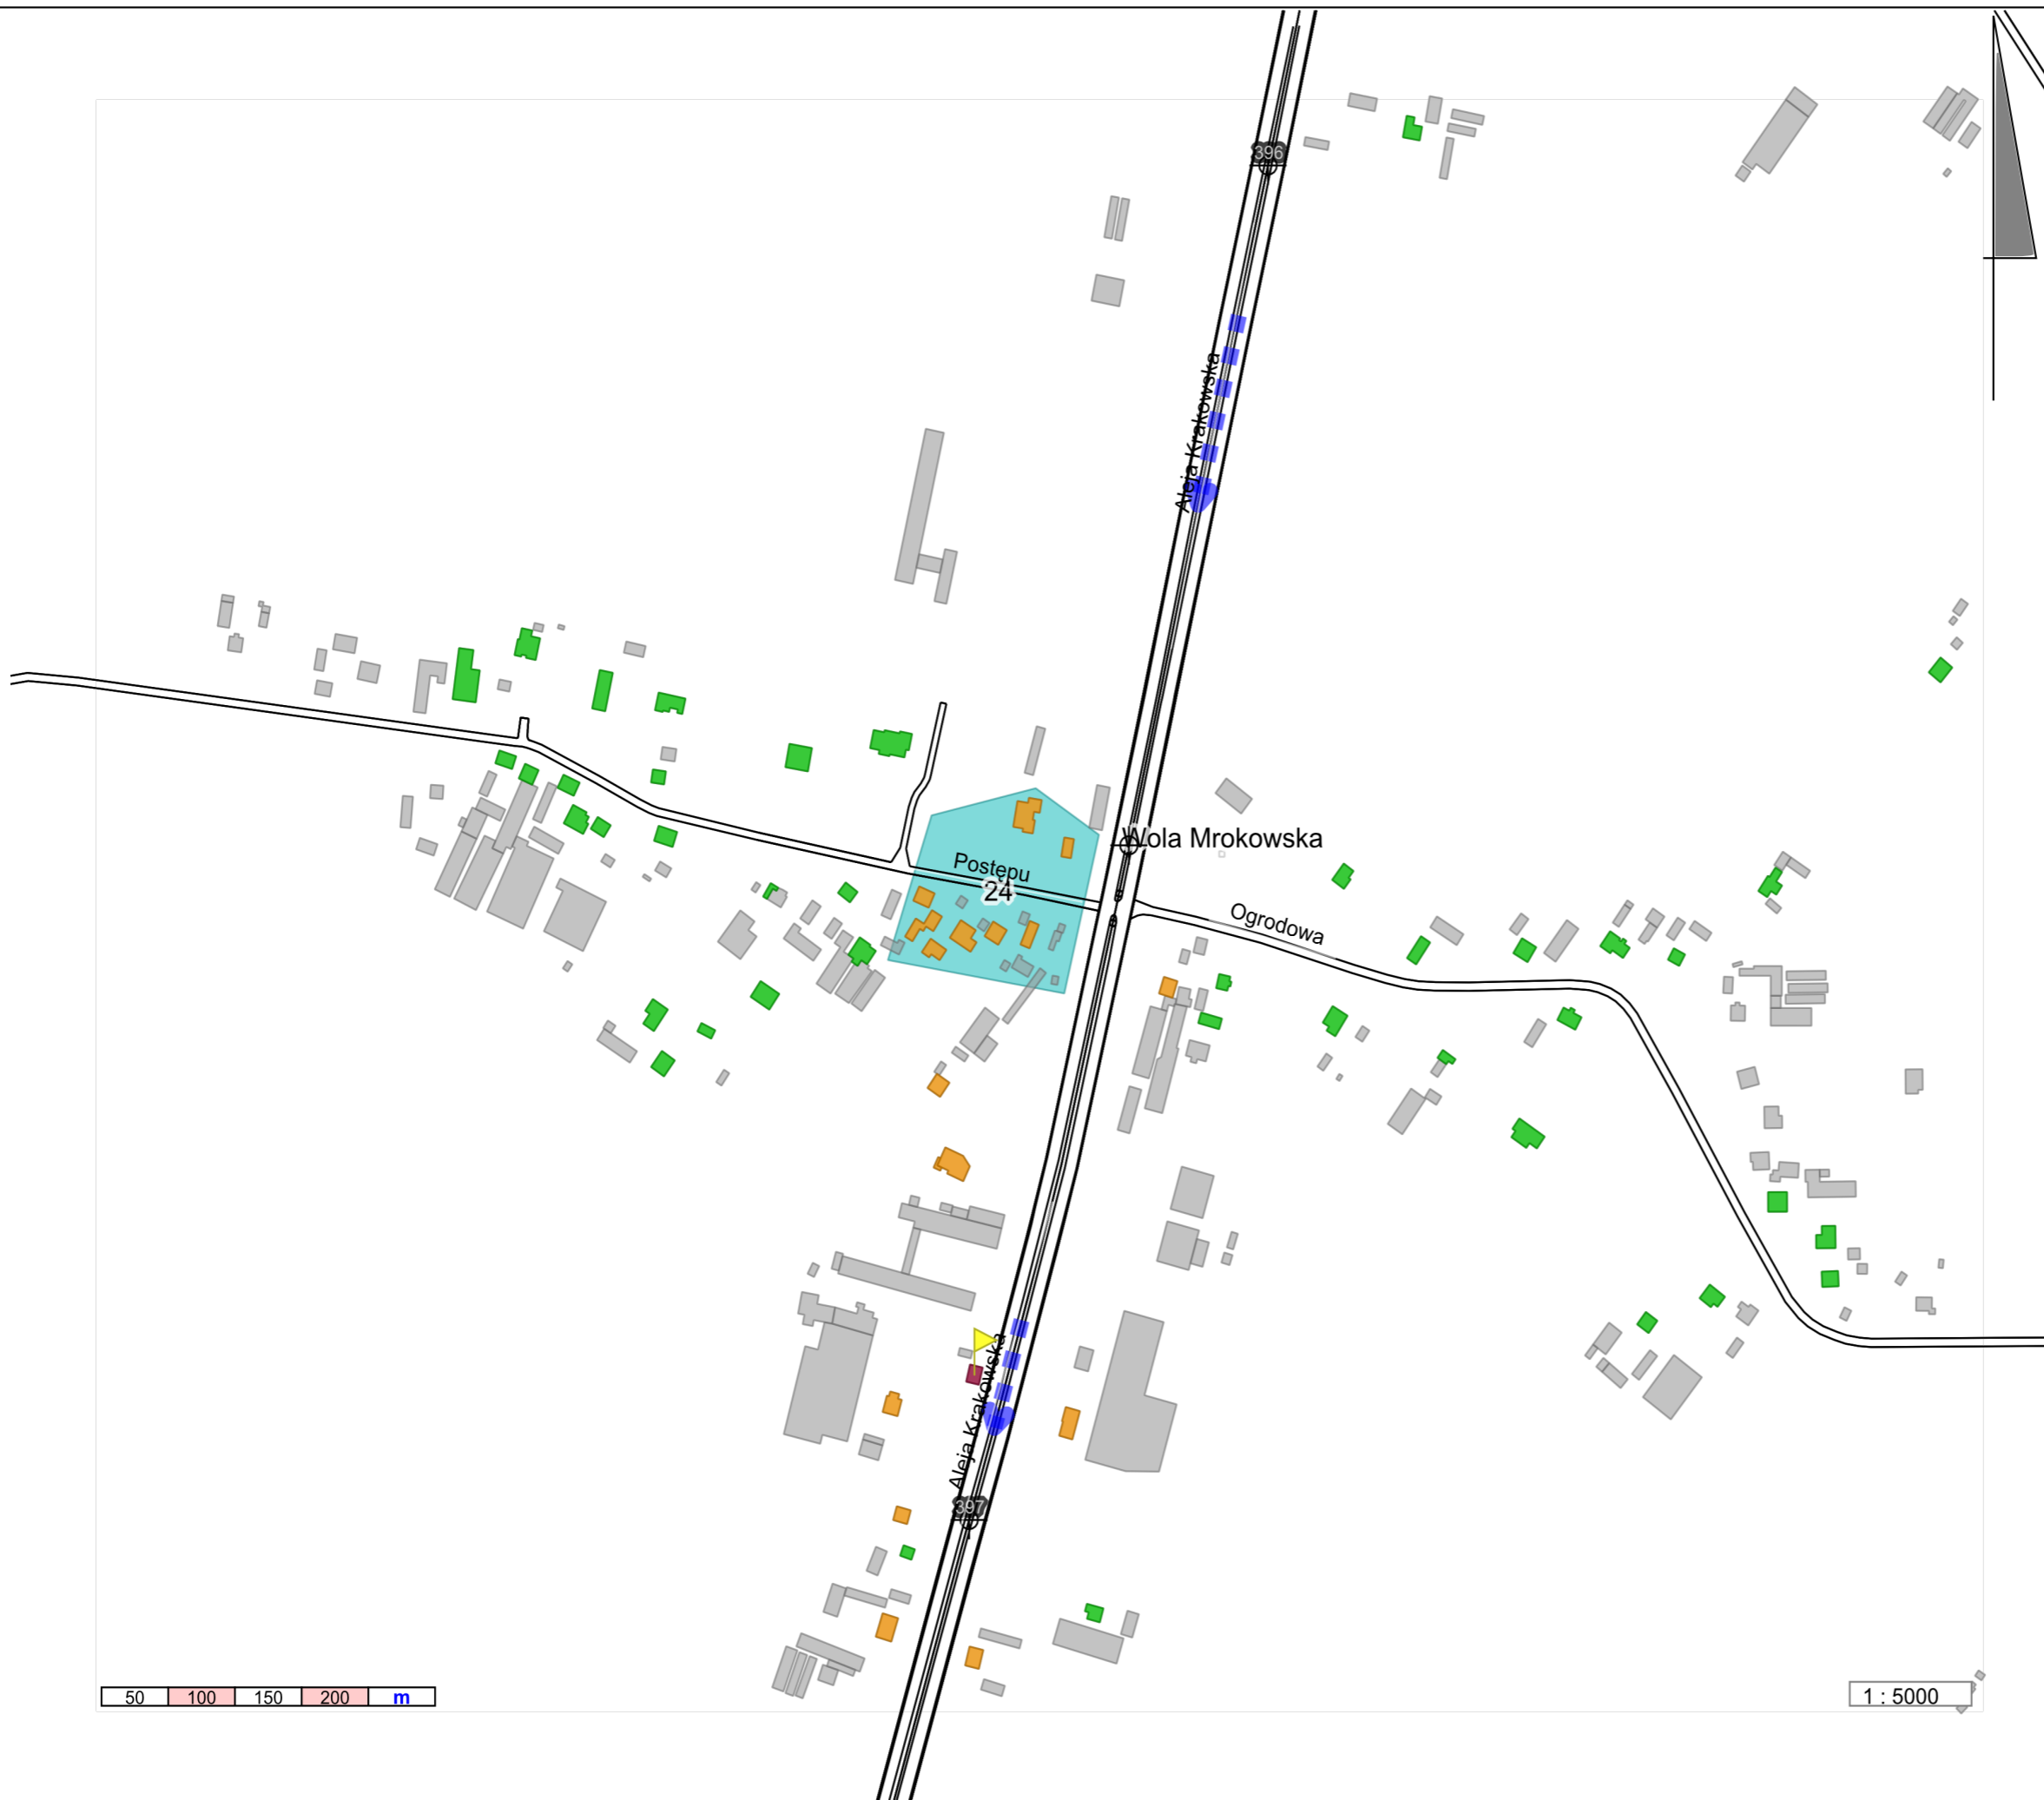 396
Aleja Krakowska
Wola Mrokowska
Postępu
24
Ogrodowa
Aleja Krakowska
397
50 100 150 200 m
1 : 5000